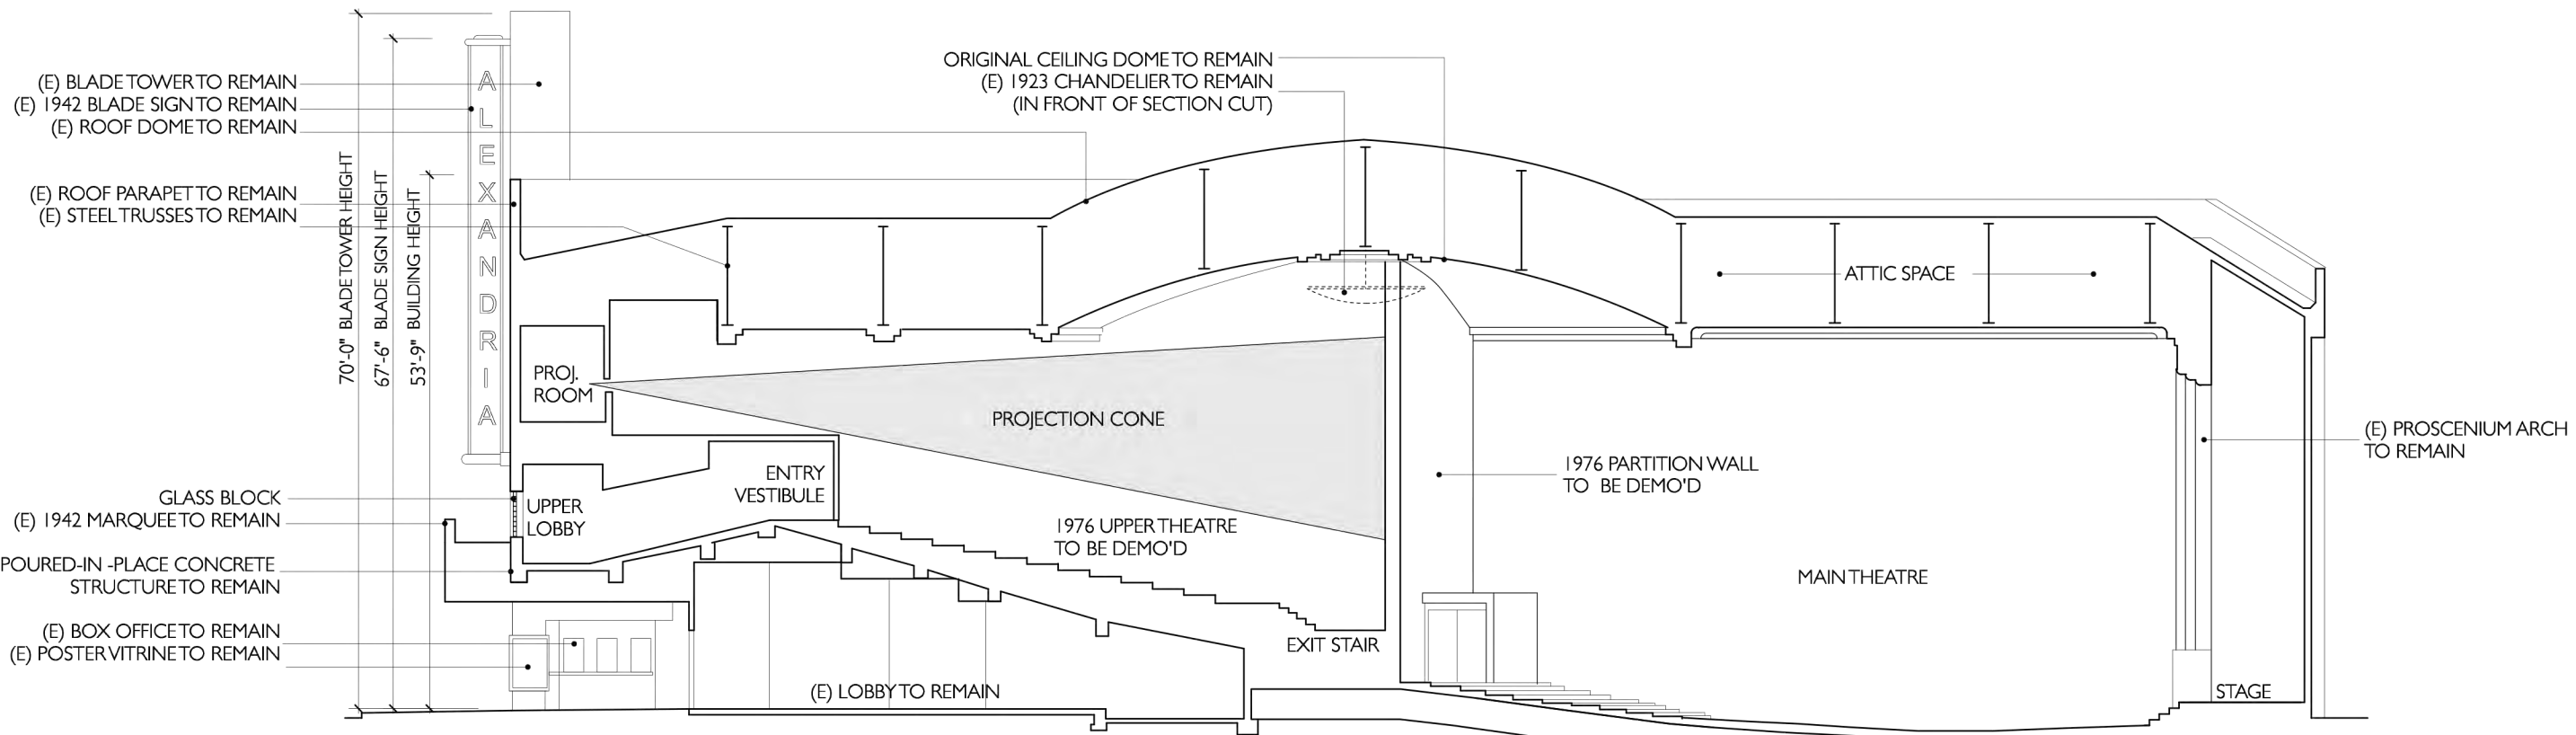 (E) BLADE TOWER TO REMAIN
(E) 1942 BLADE SIGN TO REMAIN
(E) ROOF DOME TO REMAIN
(E) ROOF PARAPET TO REMAIN
(E) STEEL TRUSSES TO REMAIN
70'-0" BLADE TOWER HEIGHT
67'-6" BLADE SIGN HEIGHT
53'-9" BUILDING HEIGHT
ALEXANDRIA
ORIGINAL CEILING DOME TO REMAIN
(E) 1923 CHANDELIER TO REMAIN
(IN FRONT OF SECTION CUT)
ATTIC SPACE
PROJ.
ROOM
PROJECTION CONE
(E) PROSCENIUM ARCH
TO REMAIN
1976 PARTITION WALL
TO BE DEMO'D
ENTRY
VESTIBULE
UPPER
LOBBY
GLASS BLOCK
(E) 1942 MARQUEE TO REMAIN
1976 UPPER THEATRE
TO BE DEMO'D
POURED-IN -PLACE CONCRETE
STRUCTURE TO REMAIN
MAIN THEATRE
(E) BOX OFFICE TO REMAIN
(E) POSTER VITRINE TO REMAIN
EXIT STAIR
(E) LOBBY TO REMAIN
STAGE